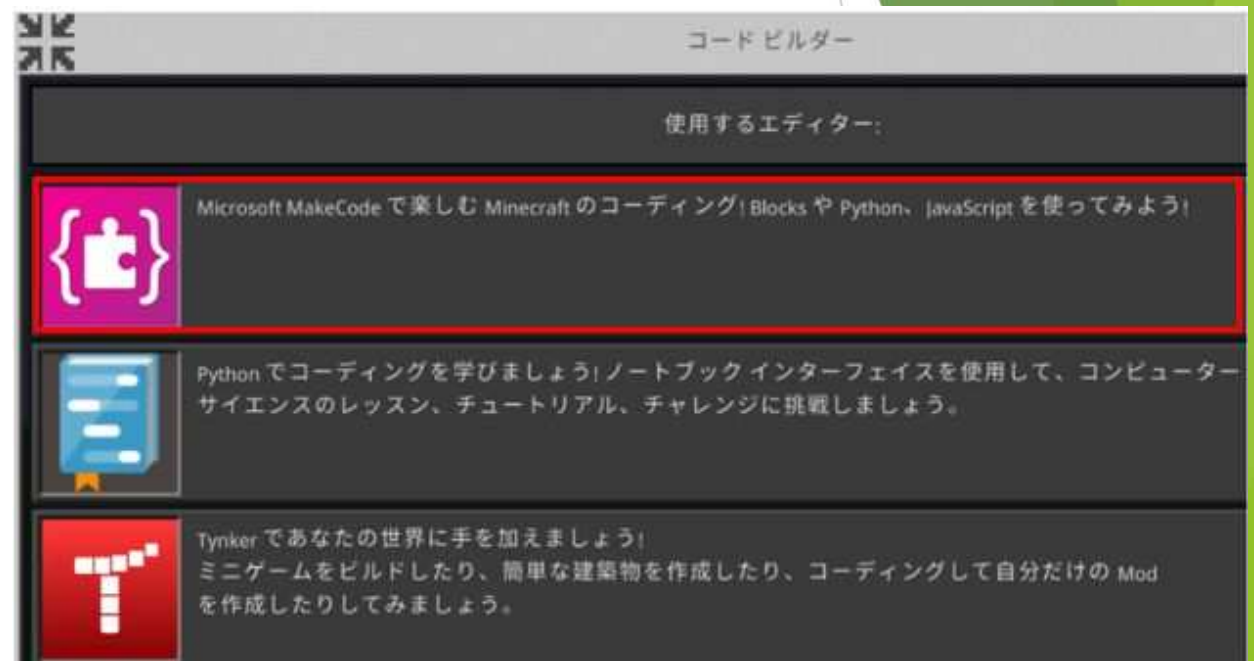 コード ビルダー
使用するエディター:
Microsoft MakeCode で楽しむ Minecraft のコーディング! Blocks や Python、JavaScript を使ってみよう!
Python でコーディングを学びましょう! ノートブック インターフェイスを使用して、コンピューター
サイエンスのレッスン、チュートリアル、チャレンジに挑戦しましょう。
Tynker であなたの世界に手を加えましょう!
ミニゲームをビルドしたり、簡単な建築物を作成したり、コーディングして自分だけの Mod
を作成したりしてみましょう。